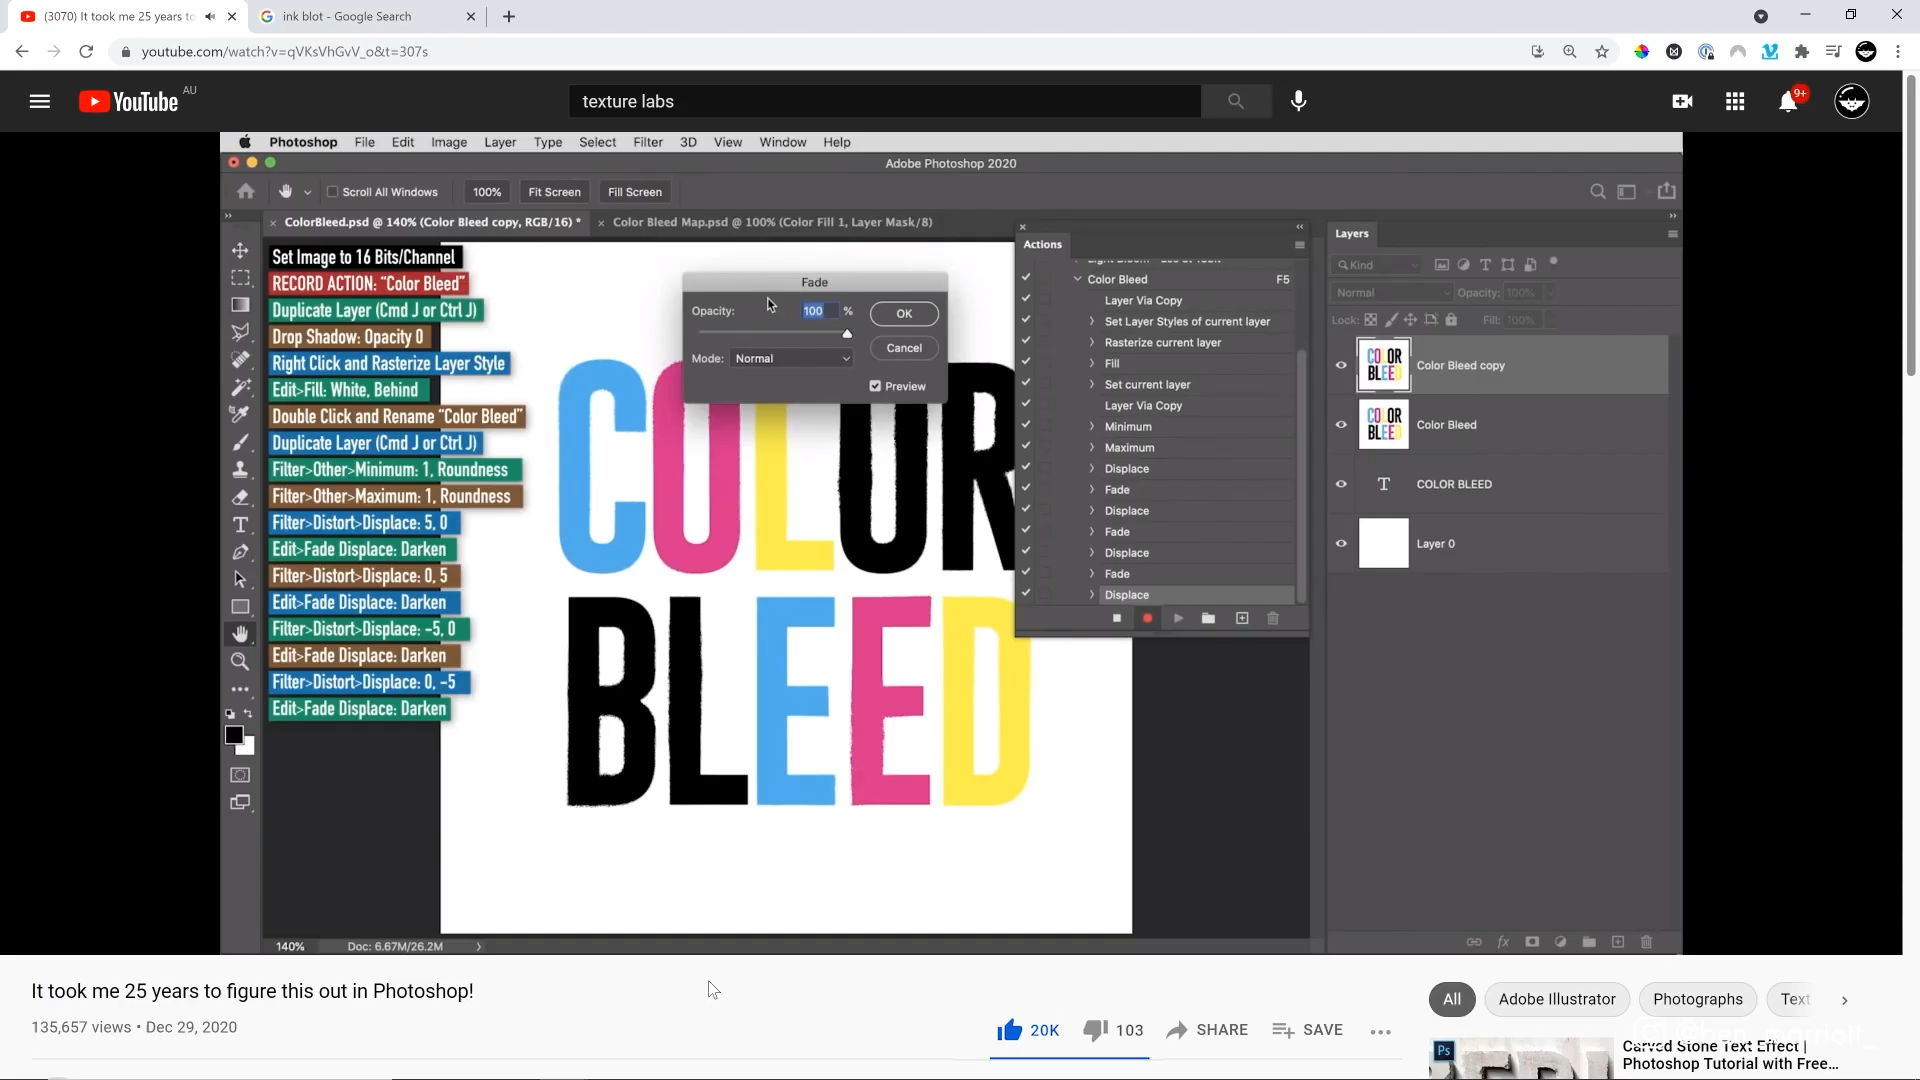 (3070) It took me 25 years to
ink blot - Google Search
youtube.com/watch?v=qVKsVhGvV_o&t=307s
YouTube AU
texture labs
9+
Photoshop File Edit Image Layer Type Select Filter 3D View Window Help
Adobe Photoshop 2020
Scroll All Windows 100% Fit Screen Fill Screen
ColorBleed.psd @ 140% (Color Bleed copy, RGB/16) *
Color Bleed Map.psd @ 100% (Color Fill 1, Layer Mask/8)
Set Image to 16 Bits/Channel
RECORD ACTION: “Color Bleed”
Duplicate Layer (Cmd J or Ctrl J)
Drop Shadow: Opacity 0
Right Click and Rasterize Layer Style
Edit>Fill: White, Behind
Double Click and Rename “Color Bleed”
Duplicate Layer (Cmd J or Ctrl J)
Filter>Other>Minimum: 1, Roundness
Filter>Other>Maximum: 1, Roundness
Filter>Distort>Displace: 5, 0
Edit>Fade Displace: Darken
Filter>Distort>Displace: 0, 5
Edit>Fade Displace: Darken
Filter>Distort>Displace: -5, 0
Edit>Fade Displace: Darken
Filter>Distort>Displace: 0, -5
Edit>Fade Displace: Darken
Fade
Opacity: 100 %
OK
Cancel
Mode: Normal
Preview
COLOR
BLEED
Actions
Color Bleed F5
Layer Via Copy
Set Layer Styles of current layer
Rasterize current layer
Fill
Set current layer
Layer Via Copy
Minimum
Maximum
Displace
Fade
Displace
Fade
Displace
Fade
Displace
Layers
Kind
Normal Opacity: 100%
Lock: Fill: 100%
COLOR
BLEED
Color Bleed copy
COLOR
BLEED
Color Bleed
T COLOR BLEED
Layer 0
140% Doc: 6.67M/26.2M
It took me 25 years to figure this out in Photoshop!
135,657 views • Dec 29, 2020
20K 103 SHARE SAVE
All Adobe Illustrator Photographs Text
Ps
Carved Stone Text Effect |
Photoshop Tutorial with Free...